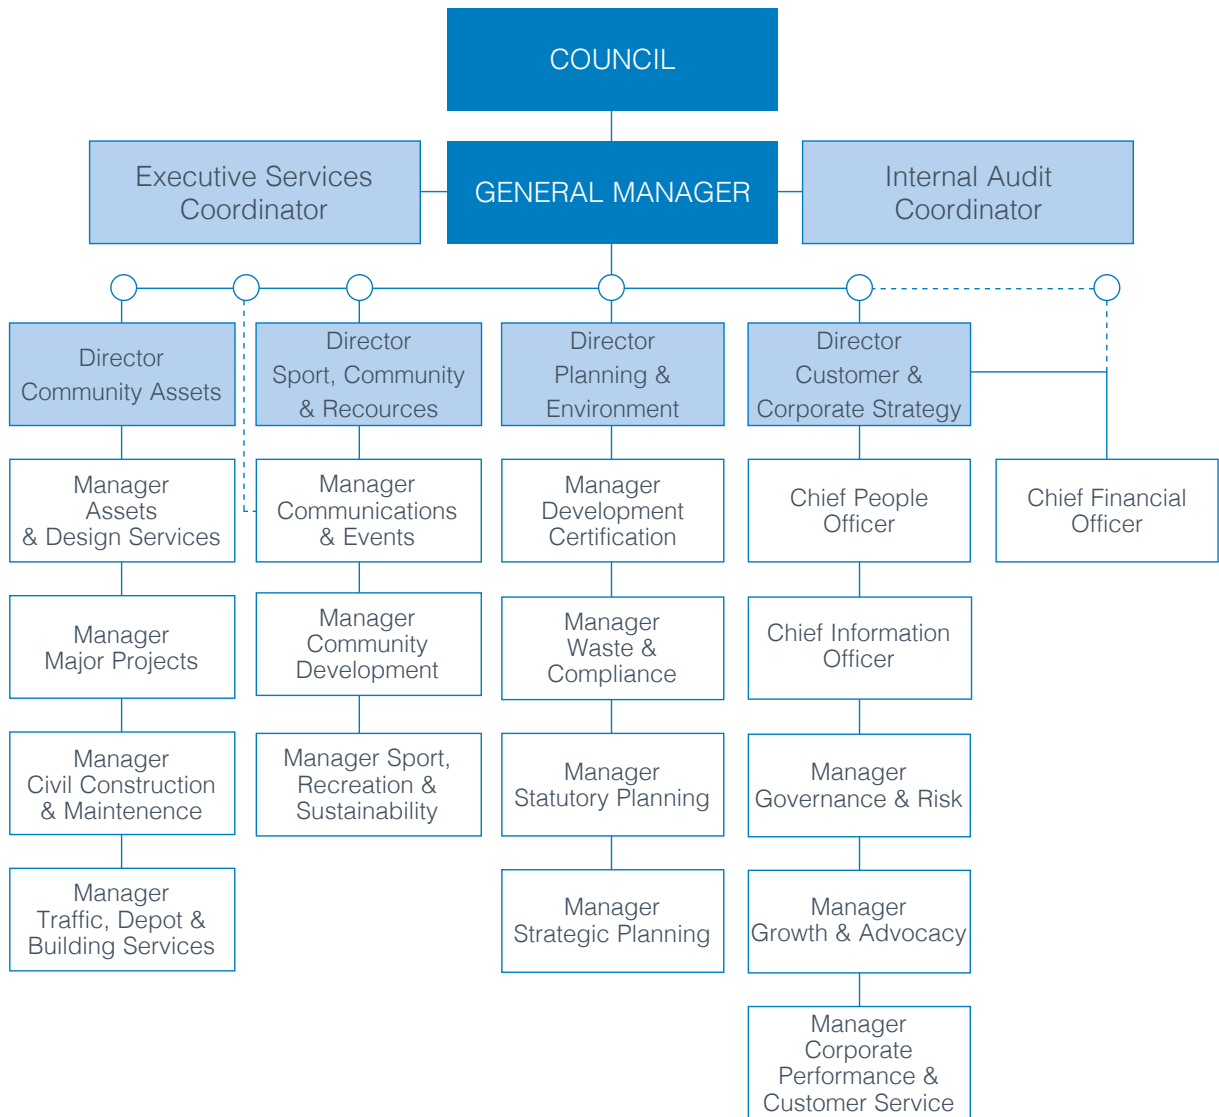 COUNCIL
Executive Services
Coordinator
GENERAL MANAGER
Internal Audit
Coordinator
Director
Community Assets
Director
Sport, Community
& Recources
Director
Planning &
Environment
Director
Customer &
Corporate Strategy
Manager
Assets
& Design Services
Manager
Communications
& Events
Manager
Development
Certification
Chief People
Officer
Chief Financial
Officer
Manager
Major Projects
Manager
Community
Development
Manager
Waste &
Compliance
Chief Information
Officer
Manager
Civil Construction
& Maintenence
Manager Sport,
Recreation &
Sustainability
Manager
Statutory Planning
Manager
Governance & Risk
Manager
Traffic, Depot &
Building Services
Manager
Strategic Planning
Manager
Growth & Advocacy
Manager
Corporate
Performance &
Customer Service